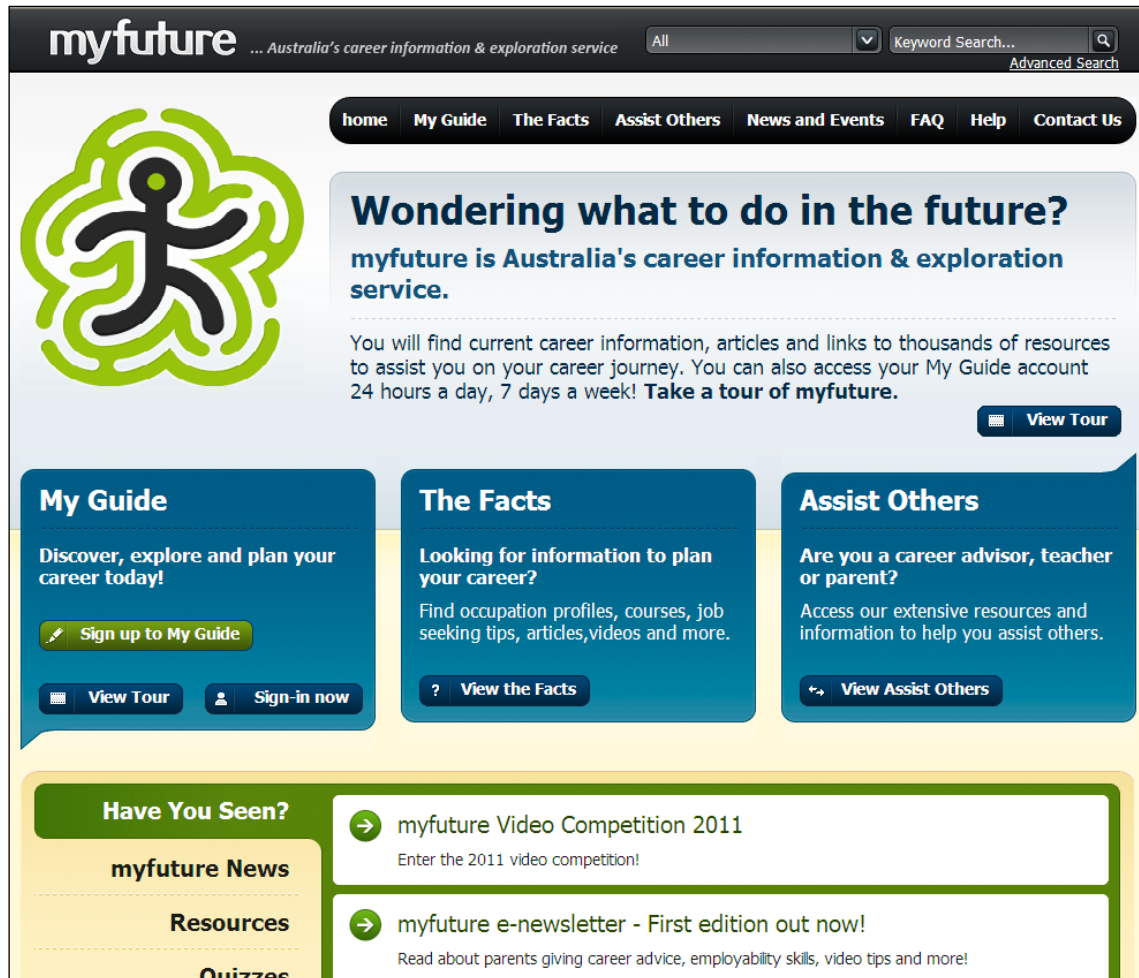 myfuture ... Australia's career information & exploration service
All
Keyword Search...
Advanced Search
home My Guide The Facts Assist Others News and Events FAQ Help Contact Us
Wondering what to do in the future?
myfuture is Australia's career information & exploration
service.
You will find current career information, articles and links to thousands of resources
to assist you on your career journey. You can also access your My Guide account
24 hours a day, 7 days a week! Take a tour of myfuture.
View Tour
My Guide
Discover, explore and plan your
career today!
Sign up to My Guide
View Tour
Sign-in now
The Facts
Looking for information to plan
your career?
Find occupation profiles, courses, job
seeking tips, articles,videos and more.
? View the Facts
Assist Others
Are you a career advisor, teacher
or parent?
Access our extensive resources and
information to help you assist others.
View Assist Others
Have You Seen?
myfuture News
Resources
Quizzes
myfuture Video Competition 2011
Enter the 2011 video competition!
myfuture e-newsletter - First edition out now!
Read about parents giving career advice, employability skills, video tips and more!